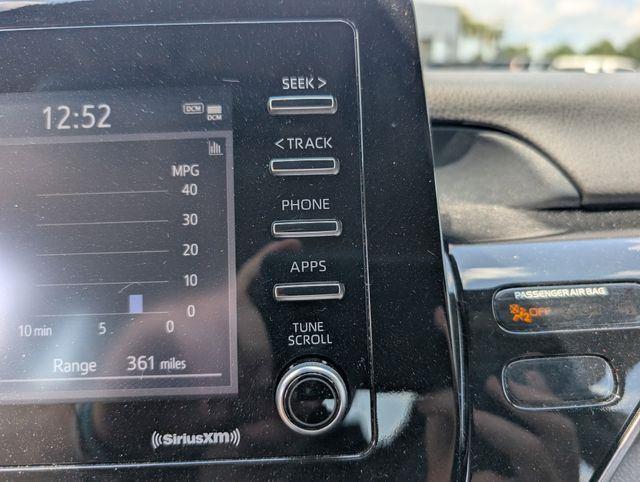 12:52
DCM
DCM
MPG
40
30
20
10
0
10 min 5 0
Range 361 miles
SEEK >
< TRACK
PHONE
APPS
TUNE
SCROLL
((SiriusXM))
PASSENGER AIR BAG
OFF